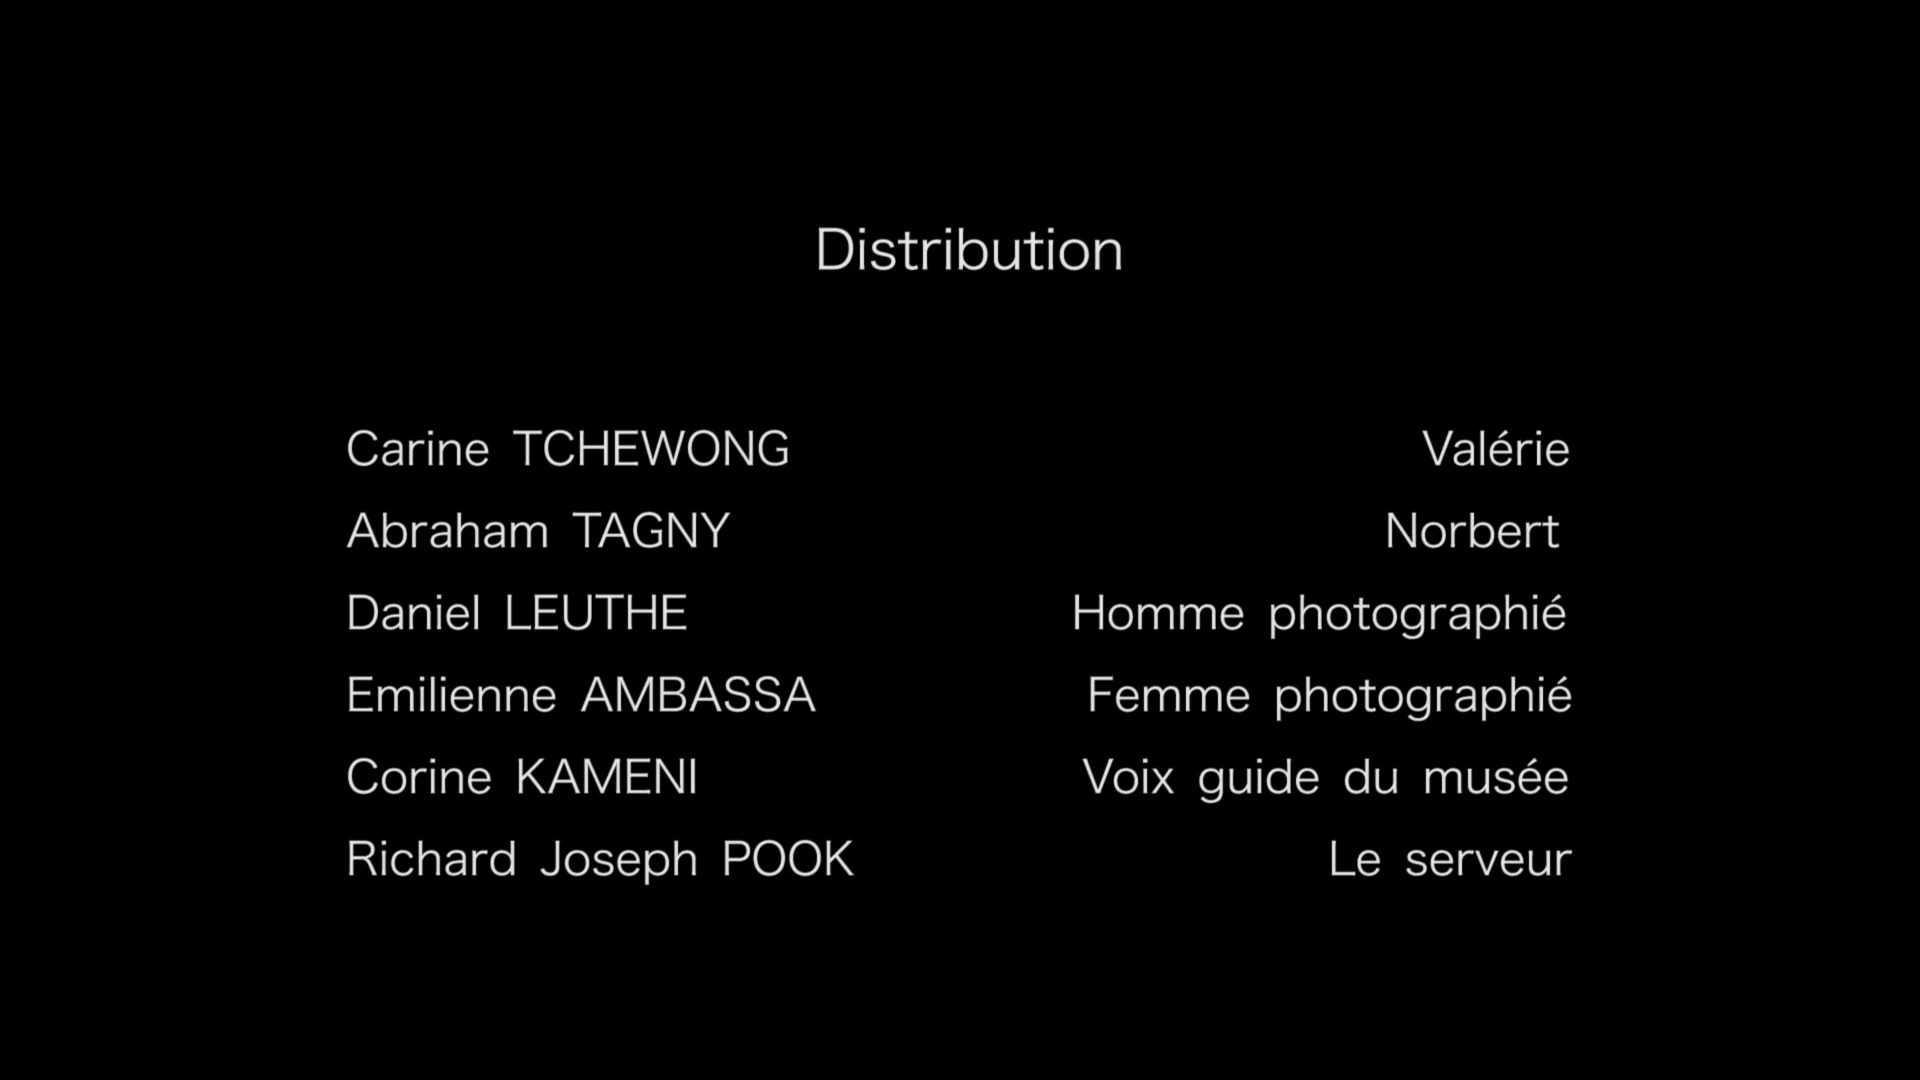 Distribution
Carine TCHEWONG Valérie
Abraham TAGNY Norbert
Daniel LEUTHE Homme photographié
Emilienne AMBASSA Femme photographié
Corine KAMENI Voix guide du musée
Richard Joseph POOK Le serveur